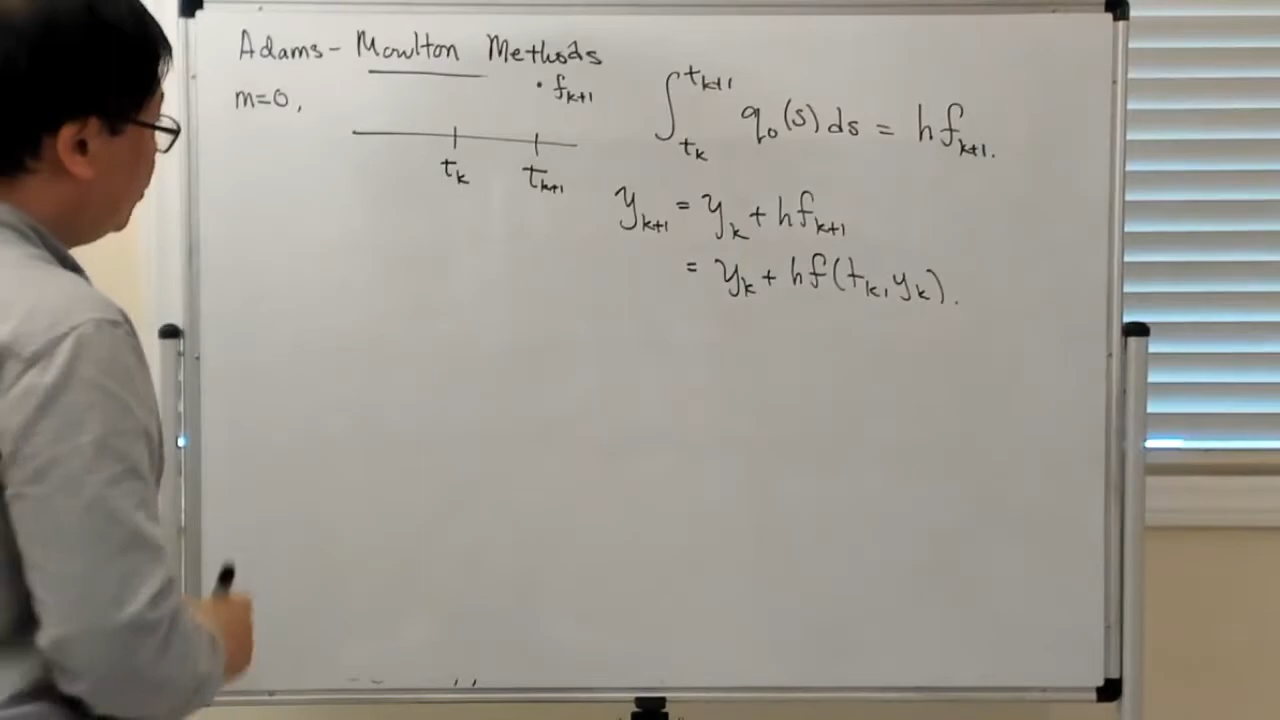 Adams-Moulton Methods
m=0,
· f_{k+1}
t_k t_{k+1}
∫_{t_k}^{t_{k+1}} q_0(s) ds = h f_{k+1}.
y_{k+1} = y_k + h f_{k+1}
= y_k + h f(t_k, y_k).